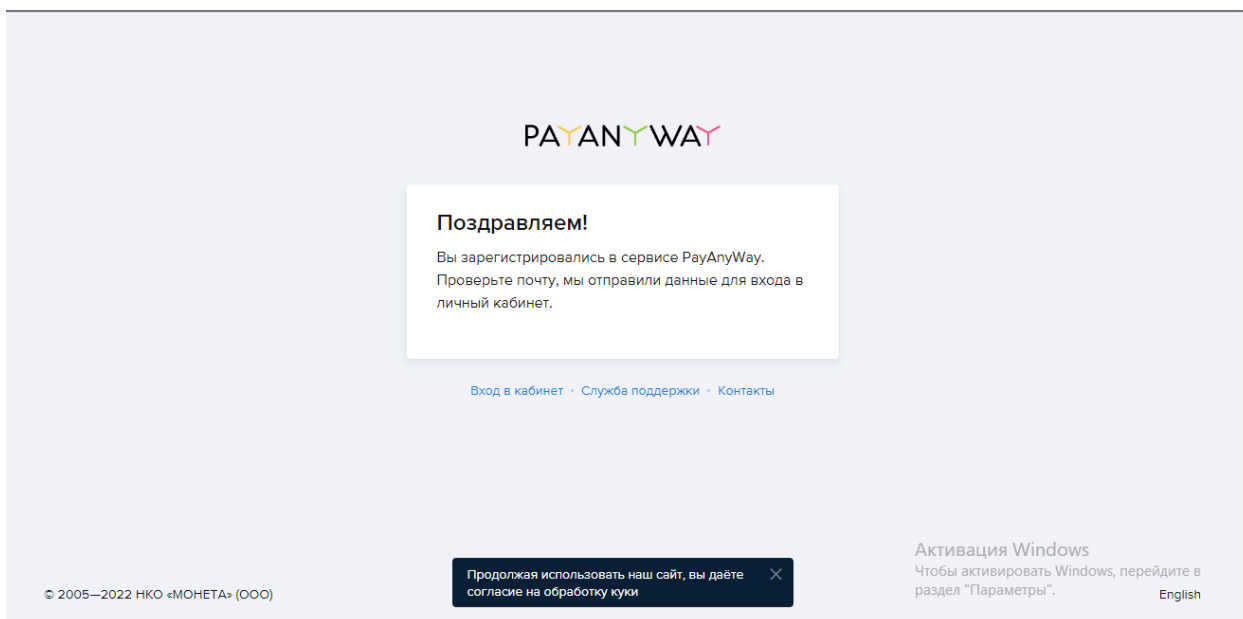 PAYANYWAY
Поздравляем!
Вы зарегистрировались в сервисе PayAnyWay.
Проверьте почту, мы отправили данные для входа в
личный кабинет.
Вход в кабинет • Служба поддержки • Контакты
Активация Windows
Чтобы активировать Windows, перейдите в
раздел "Параметры".
Продолжая использовать наш сайт, вы даёте
согласие на обработку куки
© 2005—2022 НКО «МОНЕТА» (ООО)
English